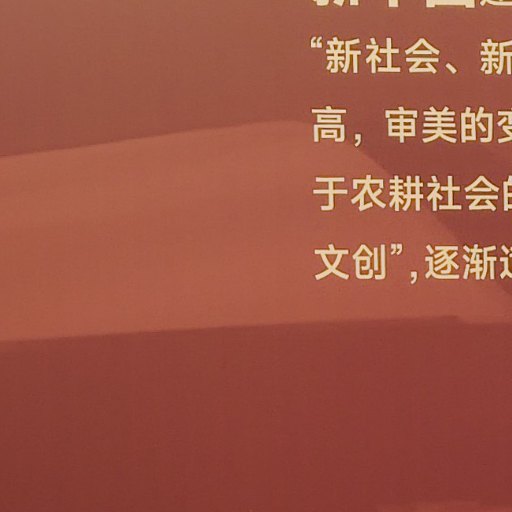 “新社会、新
高，审美的变
于农耕社会的
文创”，逐渐